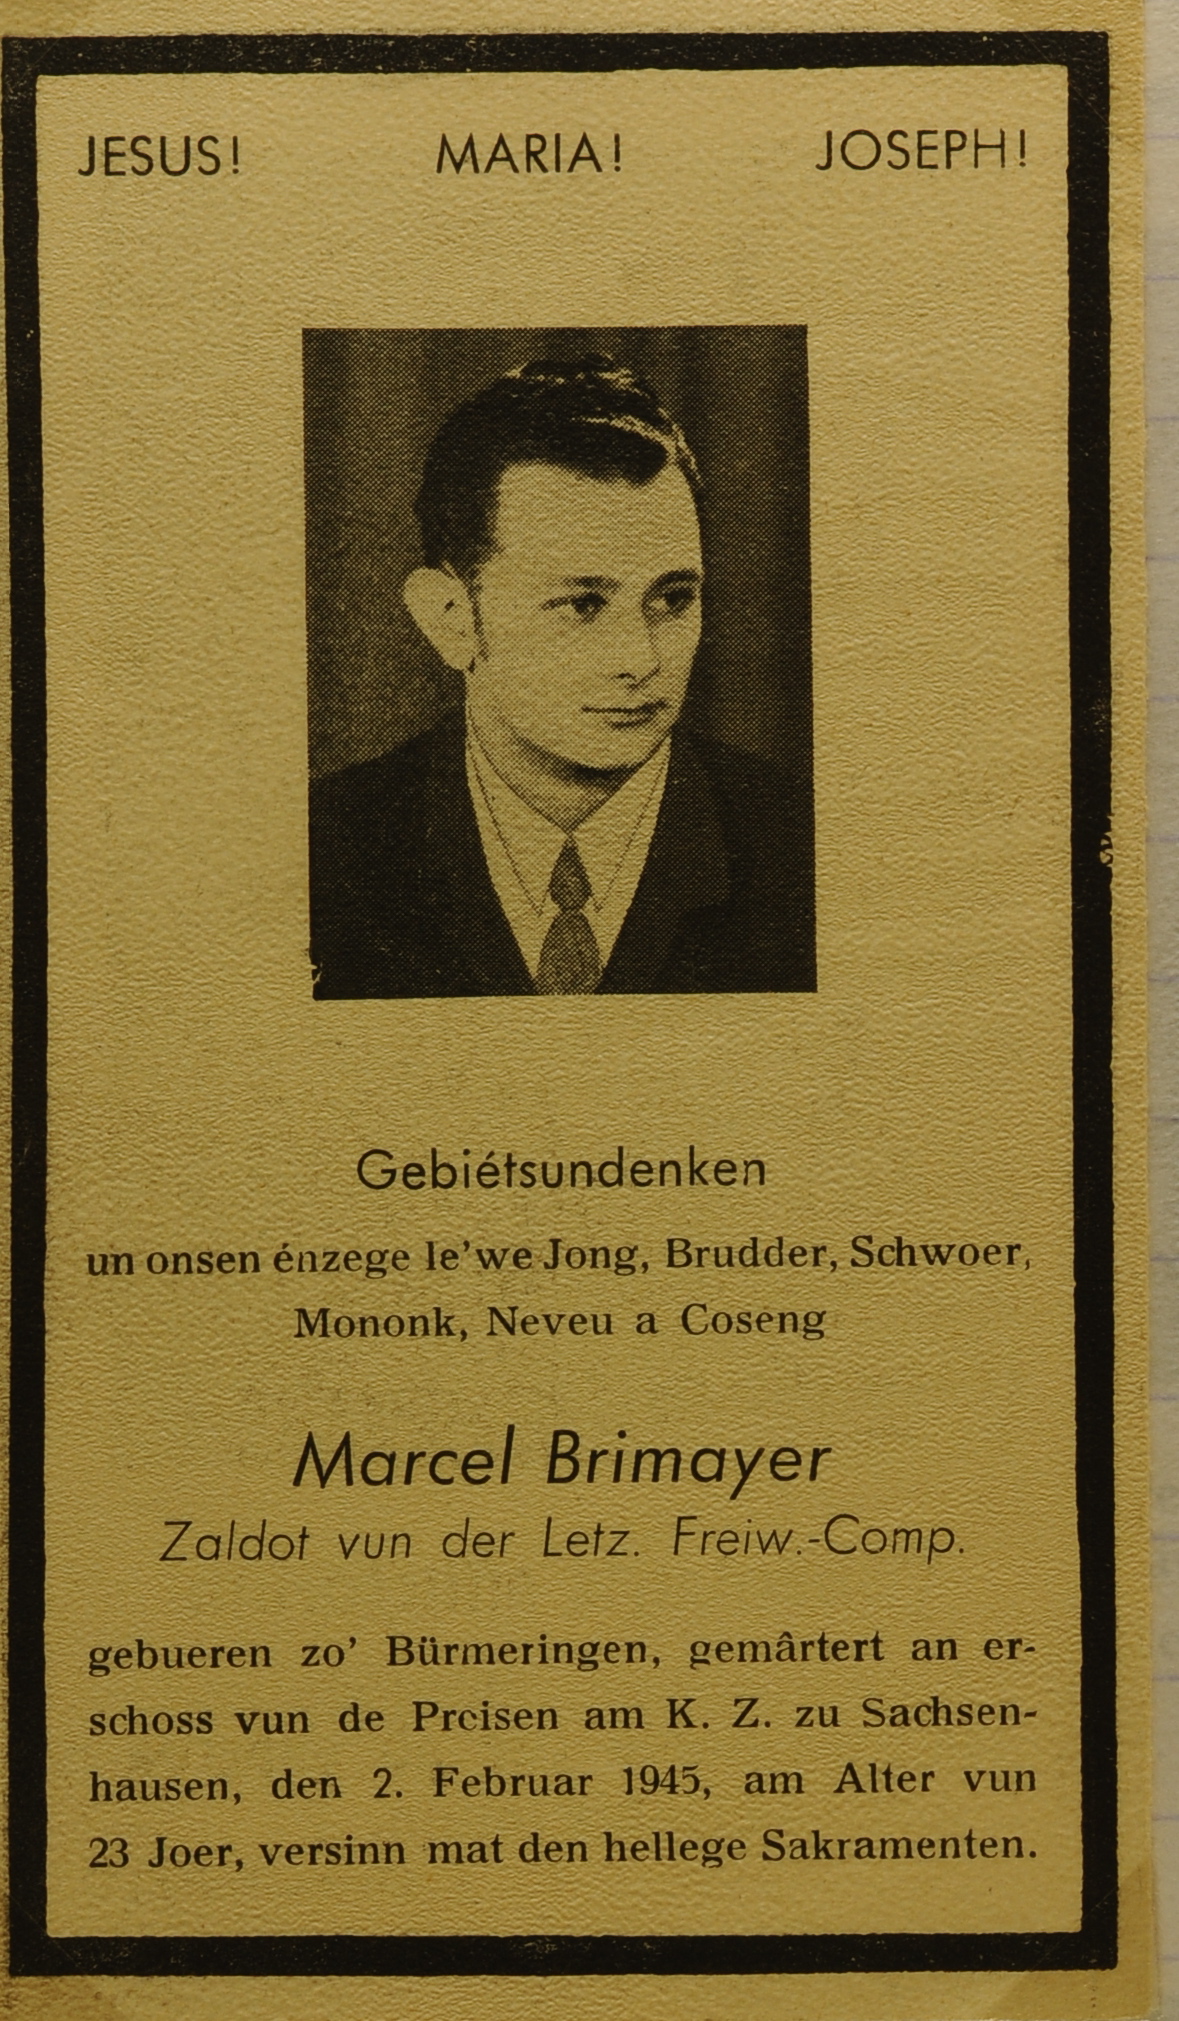 JESUS! MARIA! JOSEPH!
Gebiétsundenken
un onsen énzege le'we Jong, Brudder, Schwoer,
Mononk, Neveu a Coseng
Marcel Brimayer
Zaldot vun der Letz. Freiw.-Comp.
gebueren zo' Bürmeringen, gemârtert an er-
schoss vun de Preisen am K. Z. zu Sachsen-
hausen, den 2. Februar 1945, am Alter vun
23 Joer, versinn mat den hellege Sakramenten.